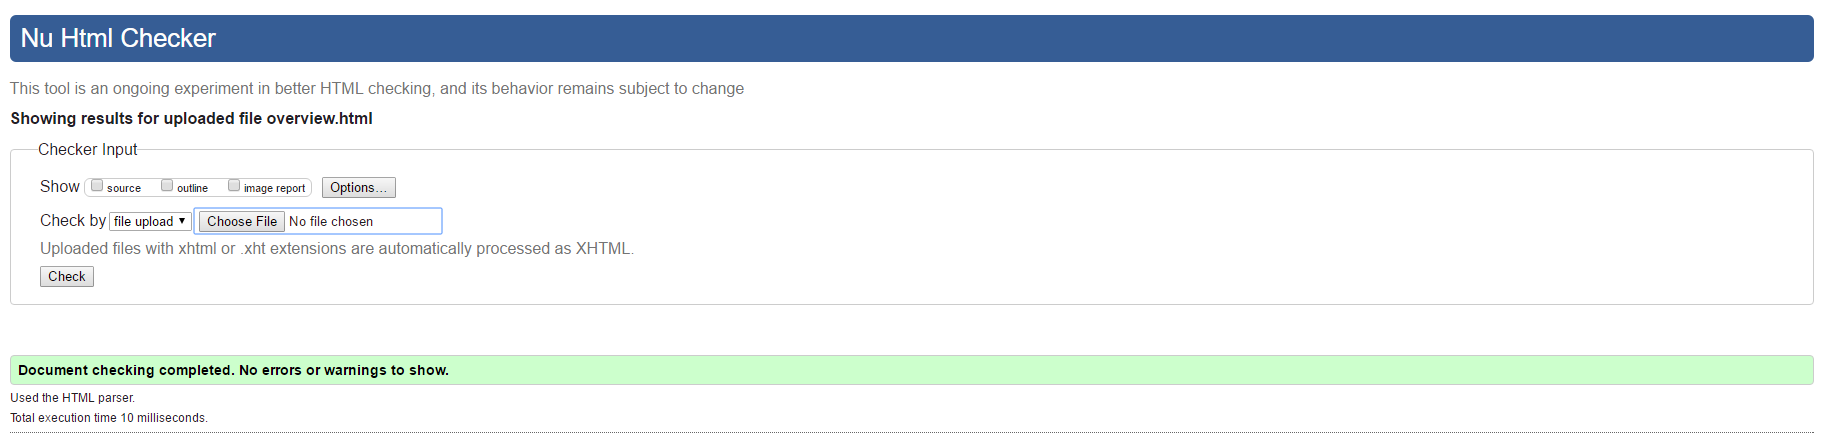 Nu Html Checker
This tool is an ongoing experiment in better HTML checking, and its behavior remains subject to change
Showing results for uploaded file overview.html
Checker Input
Show source outline image report Options...
Check by file upload Choose File No file chosen
Uploaded files with xhtml or .xht extensions are automatically processed as XHTML.
Check
Document checking completed. No errors or warnings to show.
Used the HTML parser.
Total execution time 10 milliseconds.